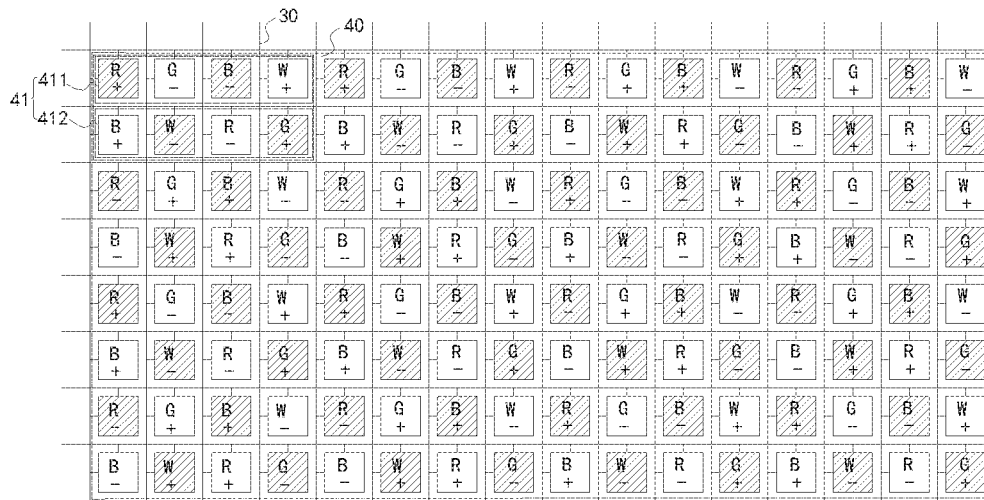 30
40
R G B W R G B W R G B W R G B W
+ − − + + − − + − + + − − + + −
411
41
412
B W R G B W R G B W R G B W R G
+ − − + + − − + − + + − − + + −
R G B W R G B W R G B W R G B W
− + + − − + + − + − − + + − − +
B W R G B W R G B W R G B W R G
− + + − − + + − + − − + + − − +
R G B W R G B W R G B W R G B W
+ − − + + − − + − + + − − + + −
B W R G B W R G B W R G B W R G
+ − − + + − − + − + + − − + + −
R G B W R G B W R G B W R G B W
− + + − − + + − + − − + + − − +
B W R G B W R G B W R G B W R G
− + + − − + + − + − − + + − − +